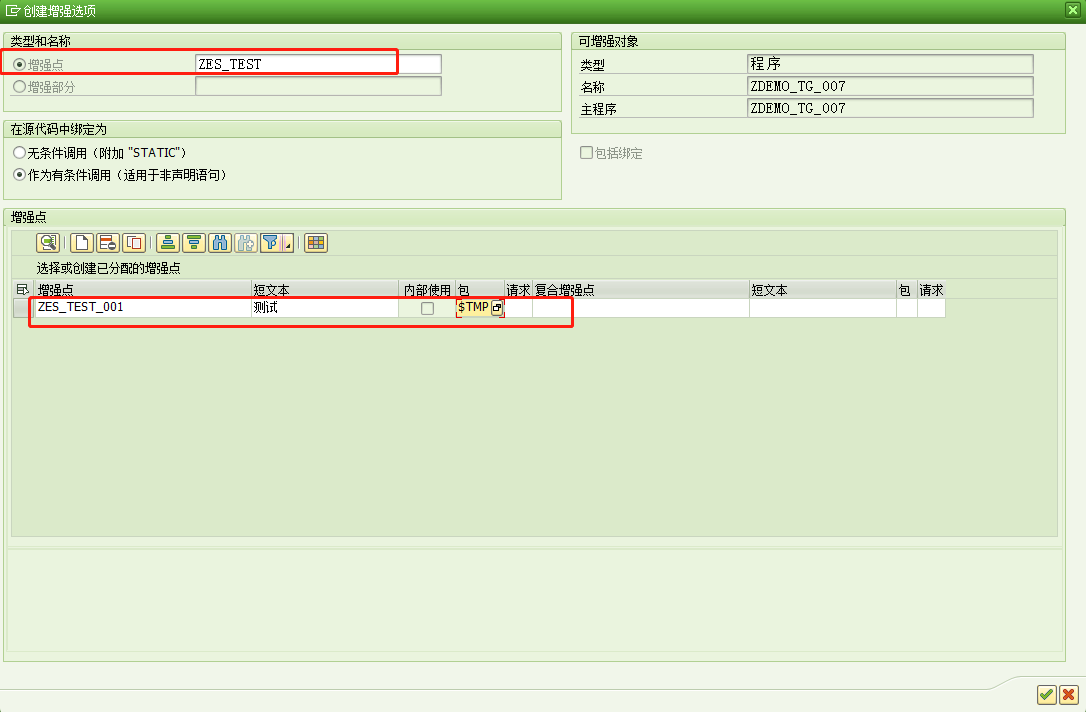 创建增强选项
类型和名称
增强点 ZES_TEST
增强部分
可增强对象
类型 程序
名称 ZDEMO_TG_007
主程序 ZDEMO_TG_007
在源代码中绑定为
无条件调用（附加 "STATIC"）
作为有条件调用（适用于非声明语句）
包括绑定
增强点
选择或创建已分配的增强点
增强点 短文本 内部使用 包 请求 复合增强点 短文本 包 请求
ZES_TEST_001 测试 $TMP